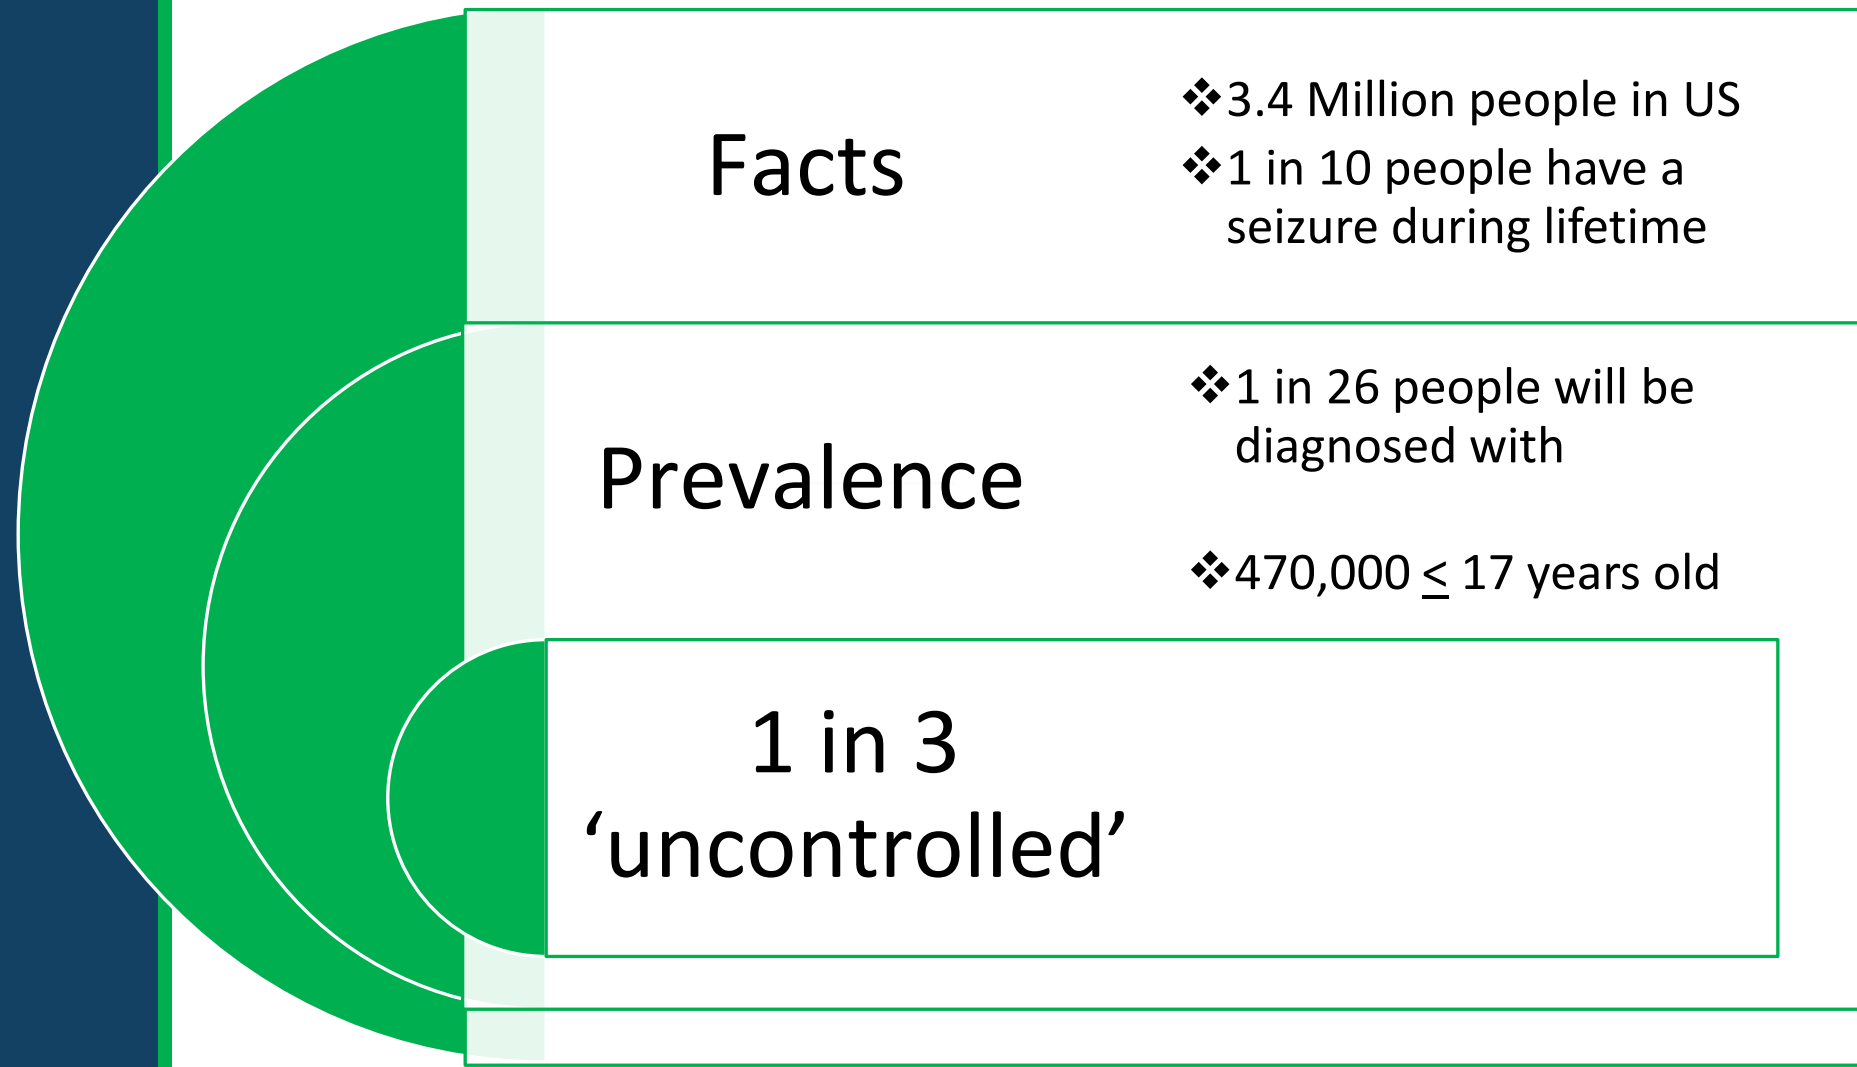 Facts
❖3.4 Million people in US
❖1 in 10 people have a
seizure during lifetime
Prevalence
❖1 in 26 people will be
diagnosed with
❖470,000 < 17 years old
1 in 3
‘uncontrolled’